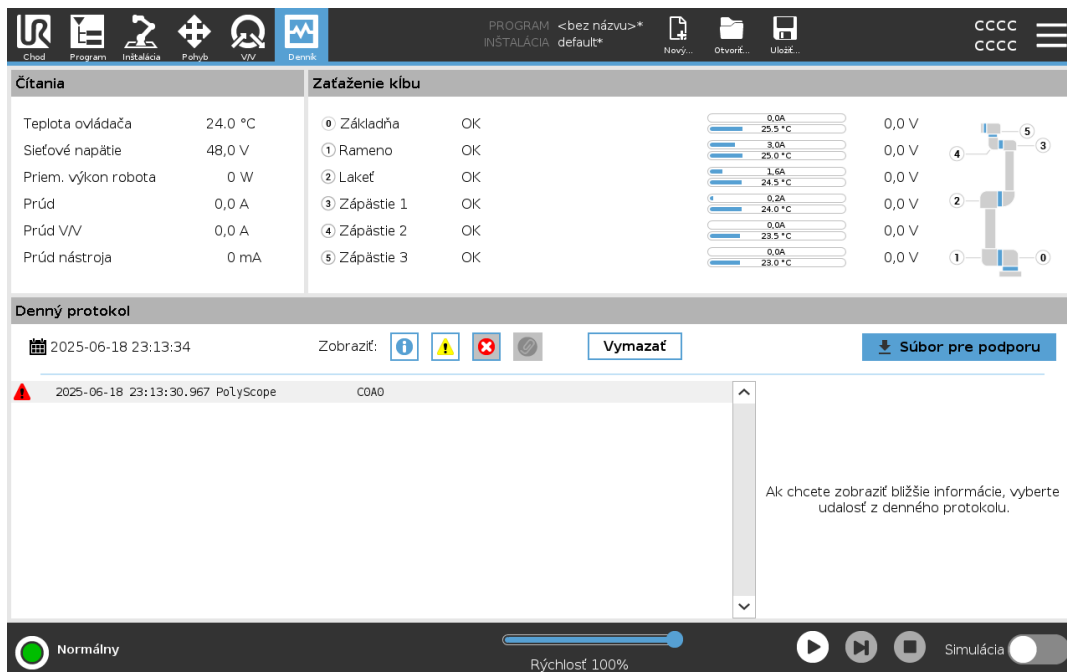 PROGRAM <bez názvu>*
INŠTALÁCIA default*
CCCC
CCCC
Chod Program Inštalácia Pohyb V/V Denník Nový... Otvoriť... Uložiť...
Čítania
Teplota ovládača 24.0 °C
Sieťové napätie 48,0 V
Priem. výkon robota 0 W
Prúd 0,0 A
Prúd V/V 0,0 A
Prúd nástroja 0 mA
Zaťaženie kĺbu
0 Základňa OK 0,0A 25.5 °C 0,0 V
1 Rameno OK 3,0A 25.0 °C 0,0 V
2 Lakeť OK 1,6A 24.5 °C 0,0 V
3 Zápästie 1 OK 0,2A 24.0 °C 0,0 V
4 Zápästie 2 OK 0,0A 23.5 °C 0,0 V
5 Zápästie 3 OK 0,0A 23.0 °C 0,0 V
5
3
4
2
1
0
Denný protokol
2025-06-18 23:13:34 Zobraziť: Vymazať Súbor pre podporu
2025-06-18 23:13:30.967 PolyScope C0A0
Ak chcete zobraziť bližšie informácie, vyberte
udalosť z denného protokolu.
Normálny
Rýchlosť 100%
Simulácia